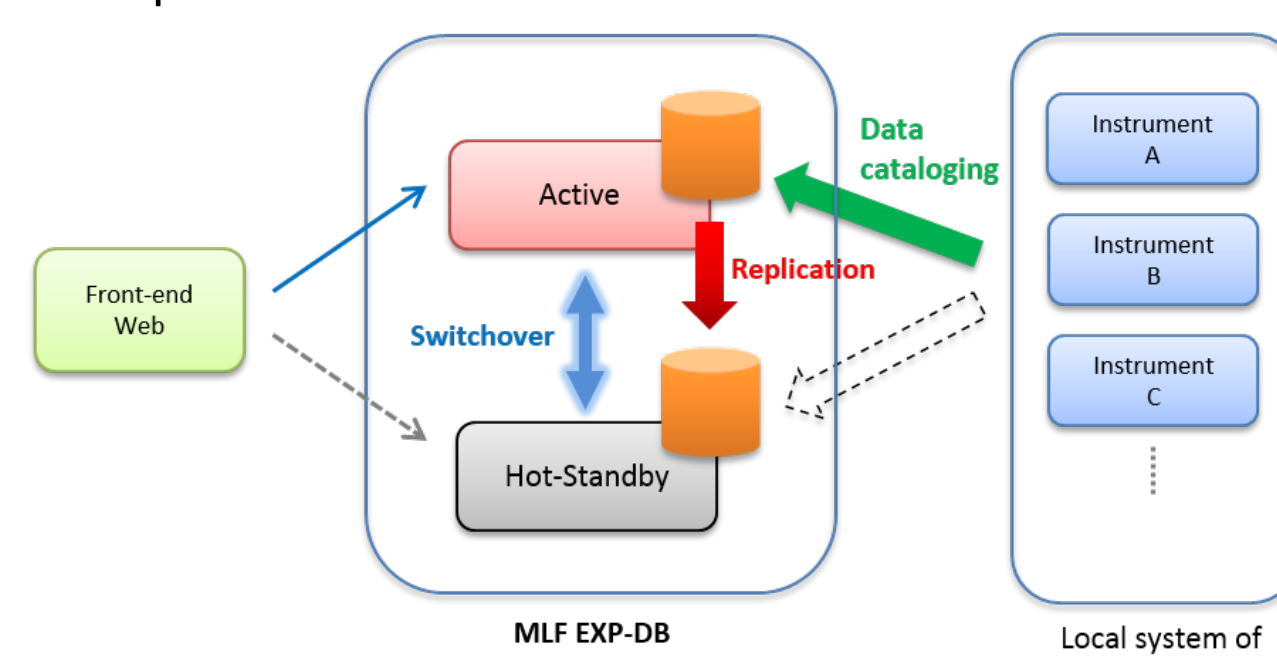 Data
cataloging
Instrument
A
Active
Instrument
B
Replication
Front-end
Web
Switchover
Instrument
C
Hot-Standby
MLF EXP-DB
Local system of